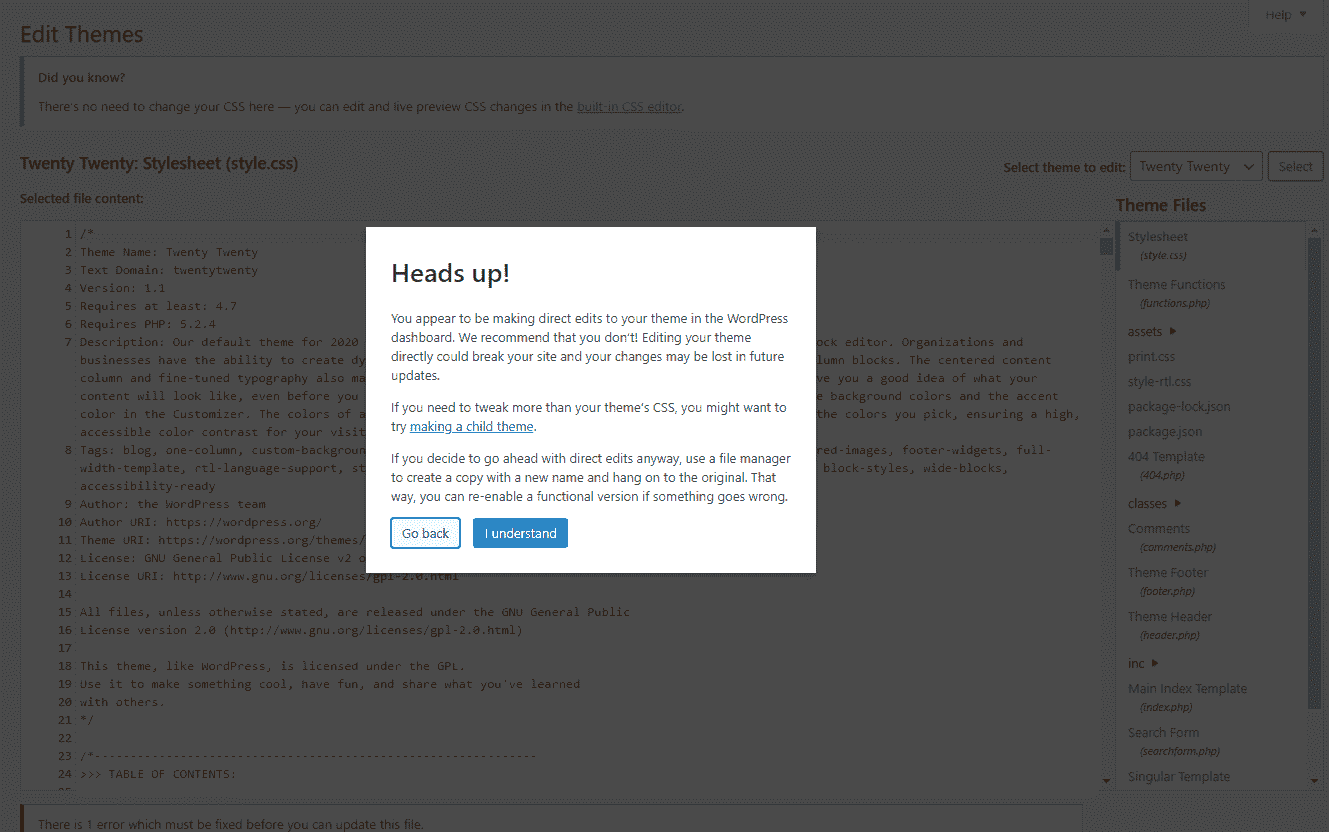 Help ▼
Edit Themes
Did you know?
There's no need to change your CSS here — you can edit and live preview CSS changes in the built-in CSS editor.
Twenty Twenty: Stylesheet (style.css)
Select theme to edit: Twenty Twenty Select
Selected file content:
Theme Files
1 /*
2 Theme Name: Twenty Twenty
3 Text Domain: twentytwenty
4 Version: 1.1
5 Requires at least: 4.7
6 Requires PHP: 5.2.4
7 Description: Our default theme for 2020 ock editor. Organizations and
businesses have the ability to create dy lumn blocks. The centered content
column and fine-tuned typography also ma ve you a good idea of what your
content will look like, even before you e background colors and the accent
color in the Customizer. The colors of a the colors you pick, ensuring a high,
accessible color contrast for your visit
8 Tags: blog, one-column, custom-backgroun red-images, footer-widgets, full-
width-template, rtl-language-support, st block-styles, wide-blocks,
accessibility-ready
9 Author: the WordPress team
10 Author URI: https://wordpress.org/
11 Theme URI: https://wordpress.org/themes/
12 License: GNU General Public License v2 o
13 License URI: http://www.gnu.org/licenses/gpl-2.0.html
14
15 All files, unless otherwise stated, are released under the GNU General Public
16 License version 2.0 (http://www.gnu.org/licenses/gpl-2.0.html)
17
18 This theme, like WordPress, is licensed under the GPL.
19 Use it to make something cool, have fun, and share what you've learned
20 with others.
21 */
22
23 /*--------------------------------------------------------------
24 >>> TABLE OF CONTENTS:
Heads up!
You appear to be making direct edits to your theme in the WordPress
dashboard. We recommend that you don't! Editing your theme
directly could break your site and your changes may be lost in future
updates.
If you need to tweak more than your theme's CSS, you might want to
try making a child theme.
If you decide to go ahead with direct edits anyway, use a file manager
to create a copy with a new name and hang on to the original. That
way, you can re-enable a functional version if something goes wrong.
Go back I understand
Stylesheet
(style.css)
Theme Functions
(functions.php)
assets ▶
print.css
style-rtl.css
package-lock.json
package.json
404 Template
(404.php)
classes ▶
Comments
(comments.php)
Theme Footer
(footer.php)
Theme Header
(header.php)
inc ▶
Main Index Template
(index.php)
Search Form
(searchform.php)
Singular Template
There is 1 error which must be fixed before you can update this file.